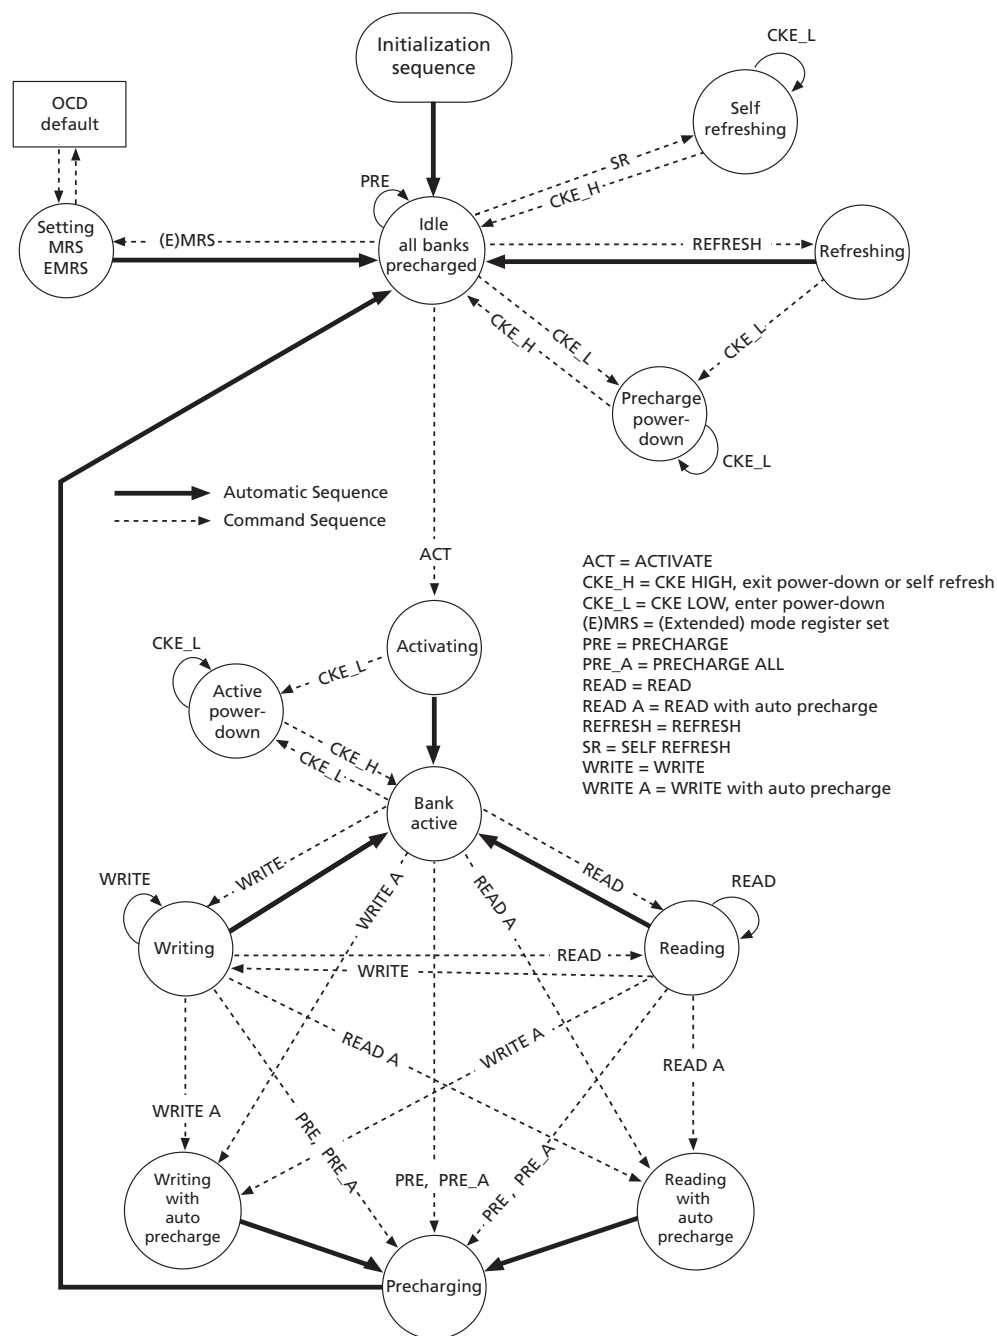 Initialization
sequence
CKE_L
OCD
default
Self
refreshing
SR
CKE_H
PRE
Idle
all banks
precharged
Setting
MRS
EMRS
(E)MRS
REFRESH
Refreshing
CKE_H
CKE_L
CKE_L
Precharge
power-
down
CKE_L
Automatic Sequence
Command Sequence
ACT
ACT = ACTIVATE
CKE_H = CKE HIGH, exit power-down or self refresh
CKE_L = CKE LOW, enter power-down
(E)MRS = (Extended) mode register set
PRE = PRECHARGE
PRE_A = PRECHARGE ALL
READ = READ
READ A = READ with auto precharge
REFRESH = REFRESH
SR = SELF REFRESH
WRITE = WRITE
WRITE A = WRITE with auto precharge
Activating
CKE_L
CKE_L
Active
power-
down
CKE_H
CKE_L
Bank
active
WRITE
WRITE
WRITE A
READ A
READ
READ
Writing
READ
WRITE
Reading
READ A
WRITE A
READ A
WRITE A
PRE, PRE_A
PRE, PRE_A
PRE , PRE_A
Writing
with
auto
precharge
Reading
with
auto
precharge
Precharging